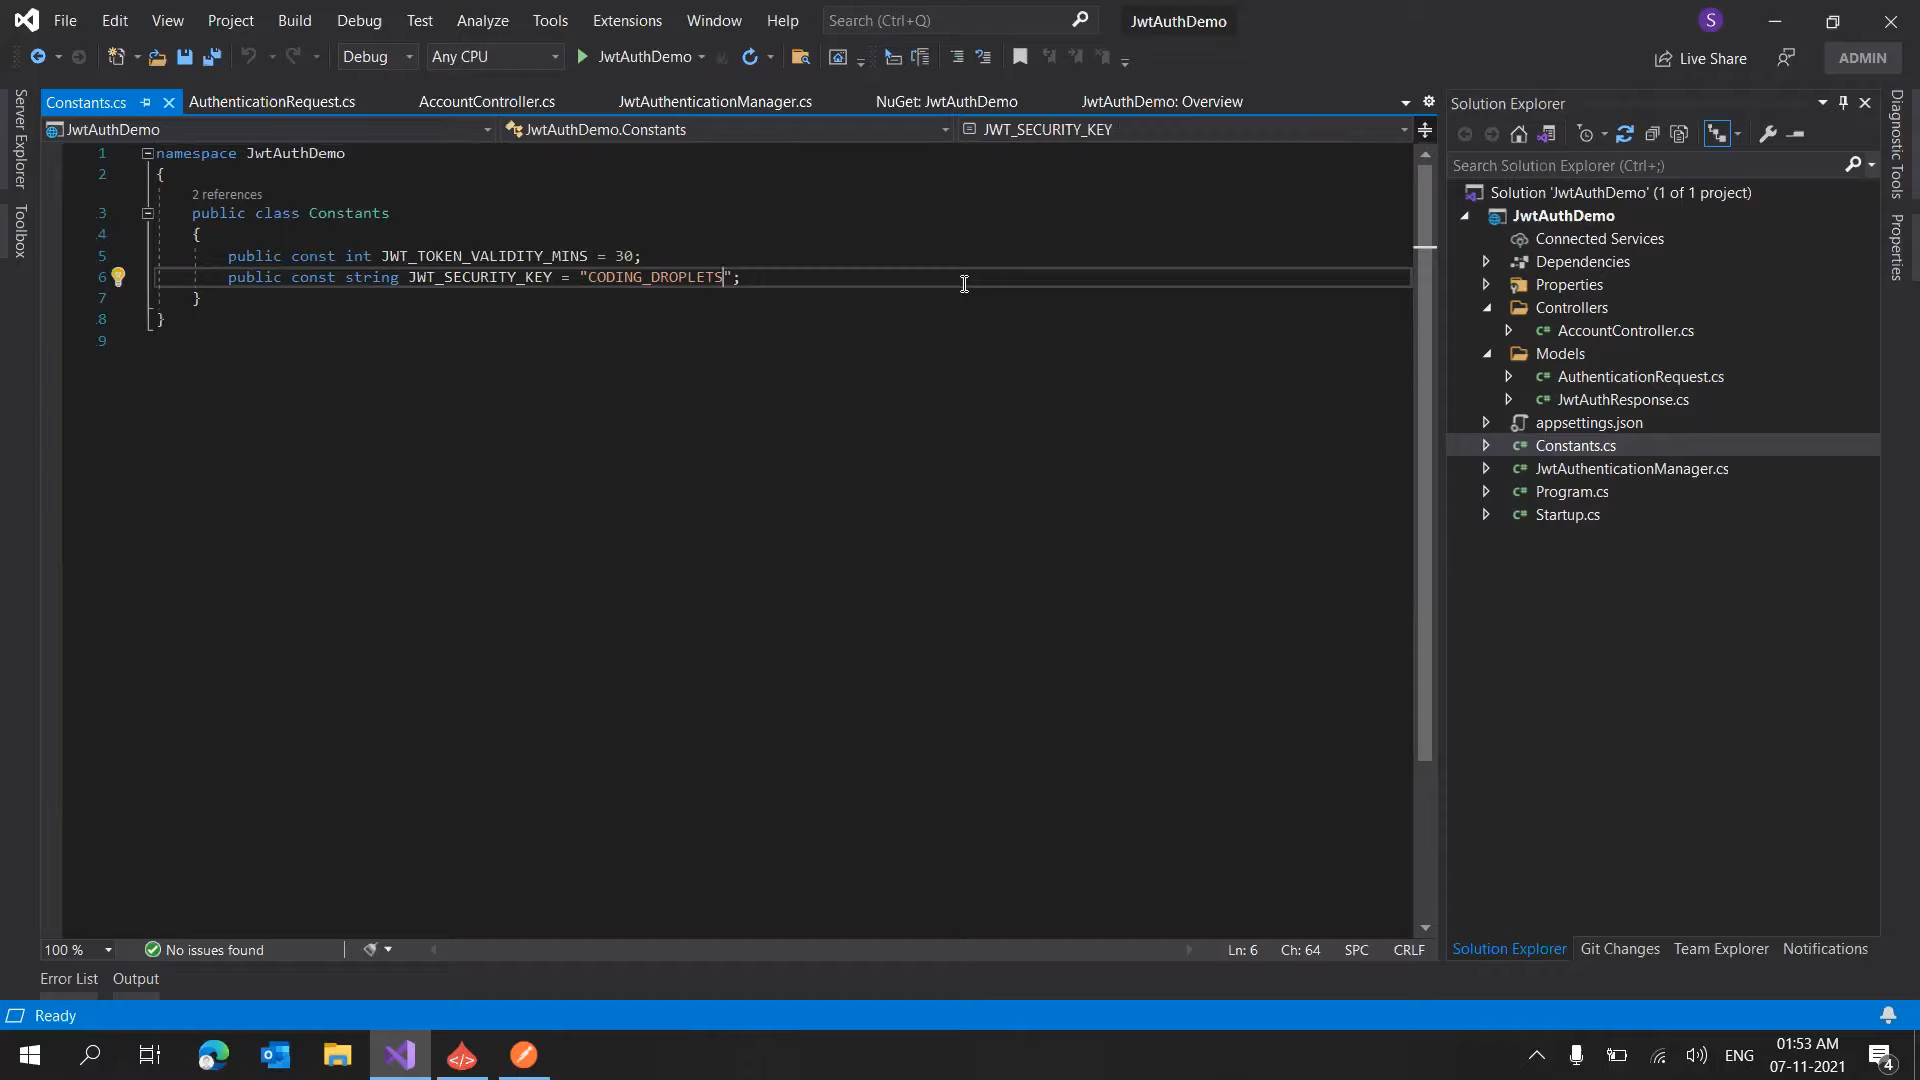 File Edit View Project Build Debug Test Analyze Tools Extensions Window Help Search (Ctrl+Q) JwtAuthDemo S
Debug Any CPU JwtAuthDemo Live Share ADMIN
Constants.cs AuthenticationRequest.cs AccountController.cs JwtAuthenticationManager.cs NuGet: JwtAuthDemo JwtAuthDemo: Overview
JwtAuthDemo JwtAuthDemo.Constants JWT_SECURITY_KEY
Server Explorer
Toolbox
1 namespace JwtAuthDemo
2 {
2 references
3 public class Constants
4 {
5 public const int JWT_TOKEN_VALIDITY_MINS = 30;
6 public const string JWT_SECURITY_KEY = "CODING_DROPLETS";
7 }
8 }
9
100 % No issues found Ln: 6 Ch: 64 SPC CRLF
Solution Explorer
Search Solution Explorer (Ctrl+;)
Solution 'JwtAuthDemo' (1 of 1 project)
JwtAuthDemo
Connected Services
Dependencies
Properties
Controllers
C# AccountController.cs
Models
C# AuthenticationRequest.cs
C# JwtAuthResponse.cs
appsettings.json
C# Constants.cs
C# JwtAuthenticationManager.cs
C# Program.cs
C# Startup.cs
Solution Explorer Git Changes Team Explorer Notifications
Diagnostic Tools
Properties
Error List Output
Ready
ENG 01:53 AM
07-11-2021
4